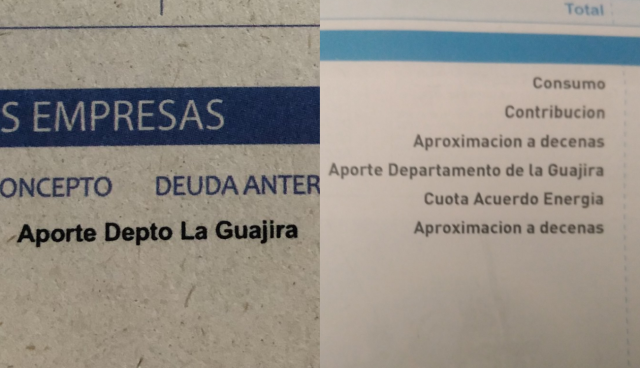 S EMPRESAS
ONCEPTO DEUDA ANTER
Aporte Depto La Guajira
Total
Consumo
Contribucion
Aproximacion a decenas
Aporte Departamento de la Guajira
Cuota Acuerdo Energia
Aproximacion a decenas